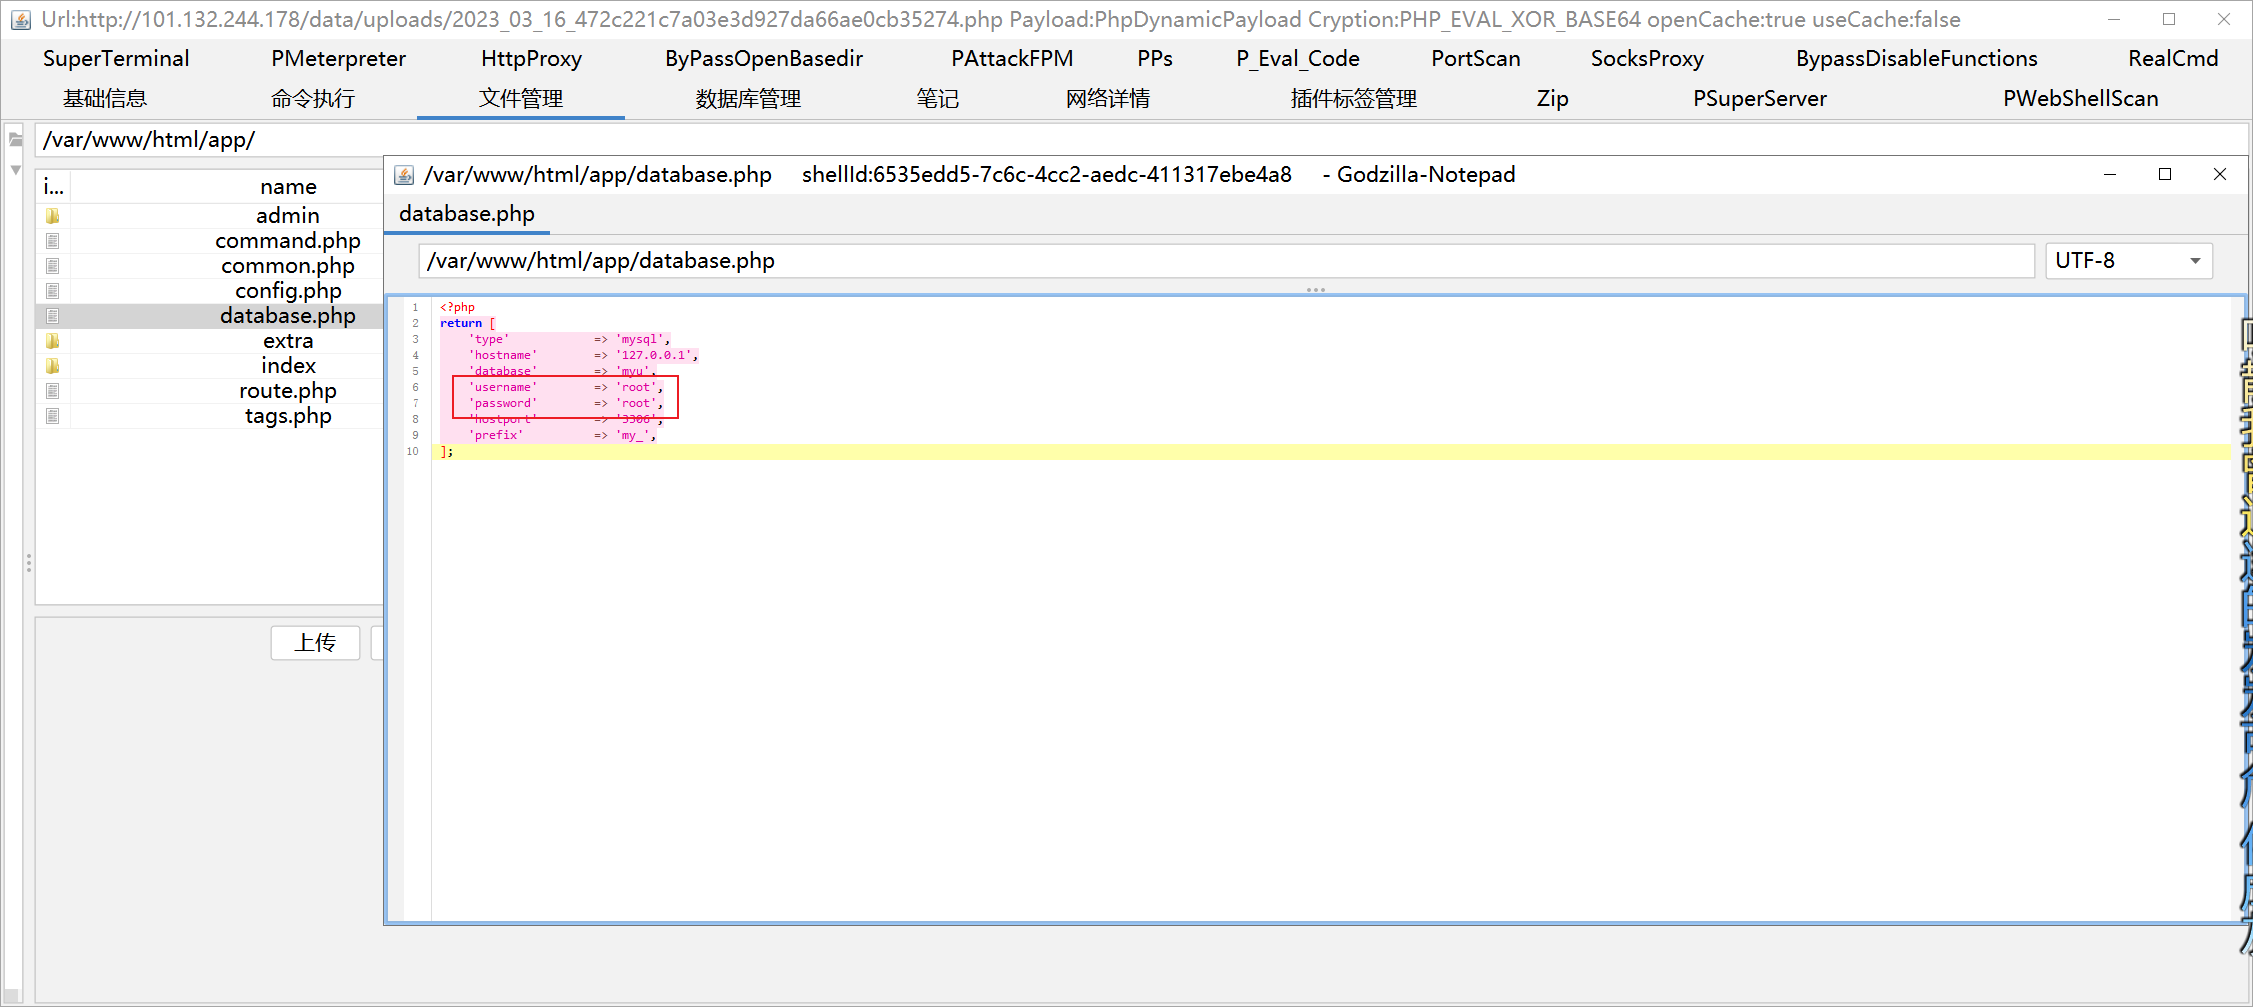 Url:http://101.132.244.178/data/uploads/2023_03_16_472c221c7a03e3d927da66ae0cb35274.php Payload:PhpDynamicPayload Cryption:PHP_EVAL_XOR_BASE64 openCache:true useCache:false
SuperTerminal PMeterpreter HttpProxy ByPassOpenBasedir PAttackFPM PPs P_Eval_Code PortScan SocksProxy BypassDisableFunctions RealCmd
基础信息 命令执行 文件管理 数据库管理 笔记 网络详情 插件标签管理 Zip PSuperServer PWebShellScan
/var/www/html/app/
i... name
admin
command.php
common.php
config.php
database.php
extra
index
route.php
tags.php
上传
/var/www/html/app/database.php shellId:6535edd5-7c6c-4cc2-aedc-411317ebe4a8 - Godzilla-Notepad
database.php
/var/www/html/app/database.php UTF-8
1 <?php
2 return [
3 'type' => 'mysql',
4 'hostname' => '127.0.0.1',
5 'database' => 'myu',
6 'username' => 'root',
7 'password' => 'root',
8 'hostport' => '3306',
9 'prefix' => 'my_',
10 ];